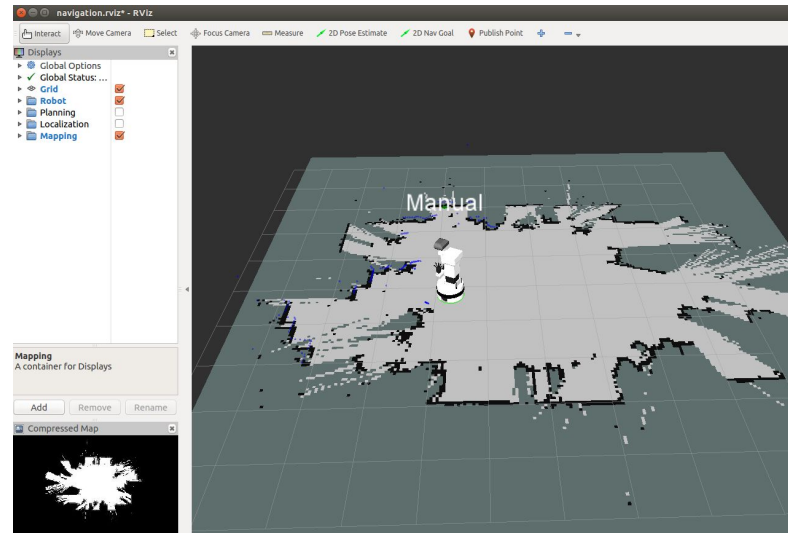 navigation.rviz* - RViz
Interact Move Camera Select Focus Camera Measure 2D Pose Estimate 2D Nav Goal Publish Point
Displays
Global Options
Global Status: ...
Grid
Robot
Planning
Localization
Mapping
Manual
Mapping
A container for Displays
Add Remove Rename
Compressed Map